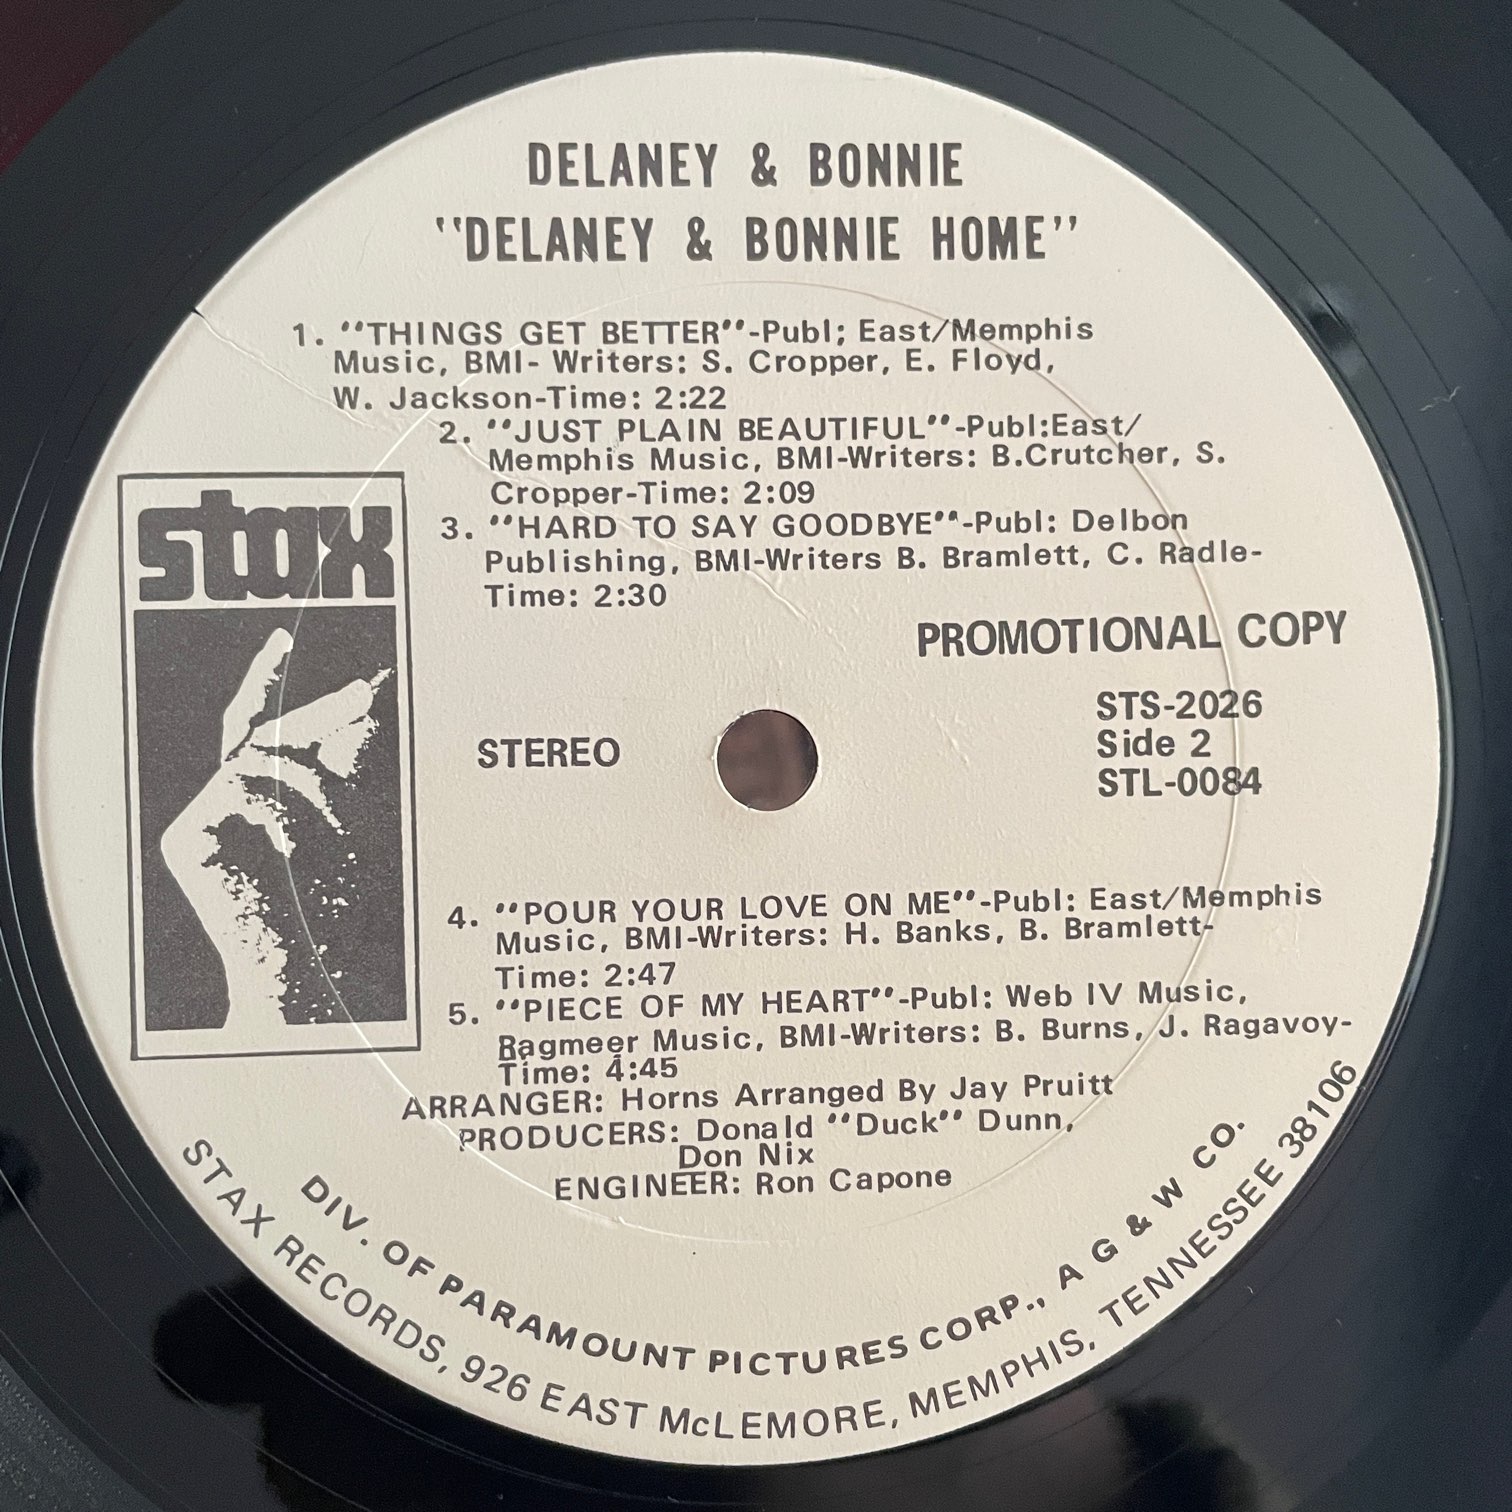 DELANEY & BONNIE
"DELANEY & BONNIE HOME"
1. "THINGS GET BETTER"-Publ; East/Memphis
Music, BMI- Writers: S. Cropper, E. Floyd,
W. Jackson-Time: 2:22
2. "JUST PLAIN BEAUTIFUL"-Publ:East/
Memphis Music, BMI-Writers: B.Crutcher, S.
Cropper-Time: 2:09
3. "HARD TO SAY GOODBYE"-Publ: Delbon
Publishing, BMI-Writers B. Bramlett, C. Radle-
Time: 2:30
stax
PROMOTIONAL COPY
STEREO
STS-2026
Side 2
STL-0084
4. "POUR YOUR LOVE ON ME"-Publ: East/Memphis
Music, BMI-Writers: H. Banks, B. Bramlett-
Time: 2:47
5. "PIECE OF MY HEART"-Publ: Web IV Music,
Ragmeer Music, BMI-Writers: B. Burns, J. Ragavoy-
Time: 4:45
ARRANGER: Horns Arranged By Jay Pruitt
PRODUCERS: Donald "Duck" Dunn,
Don Nix
ENGINEER: Ron Capone
DIV. OF PARAMOUNT PICTURES CORP., A G & W CO.
STAX RECORDS, 926 EAST McLEMORE, MEMPHIS, TENNESSEE 38106